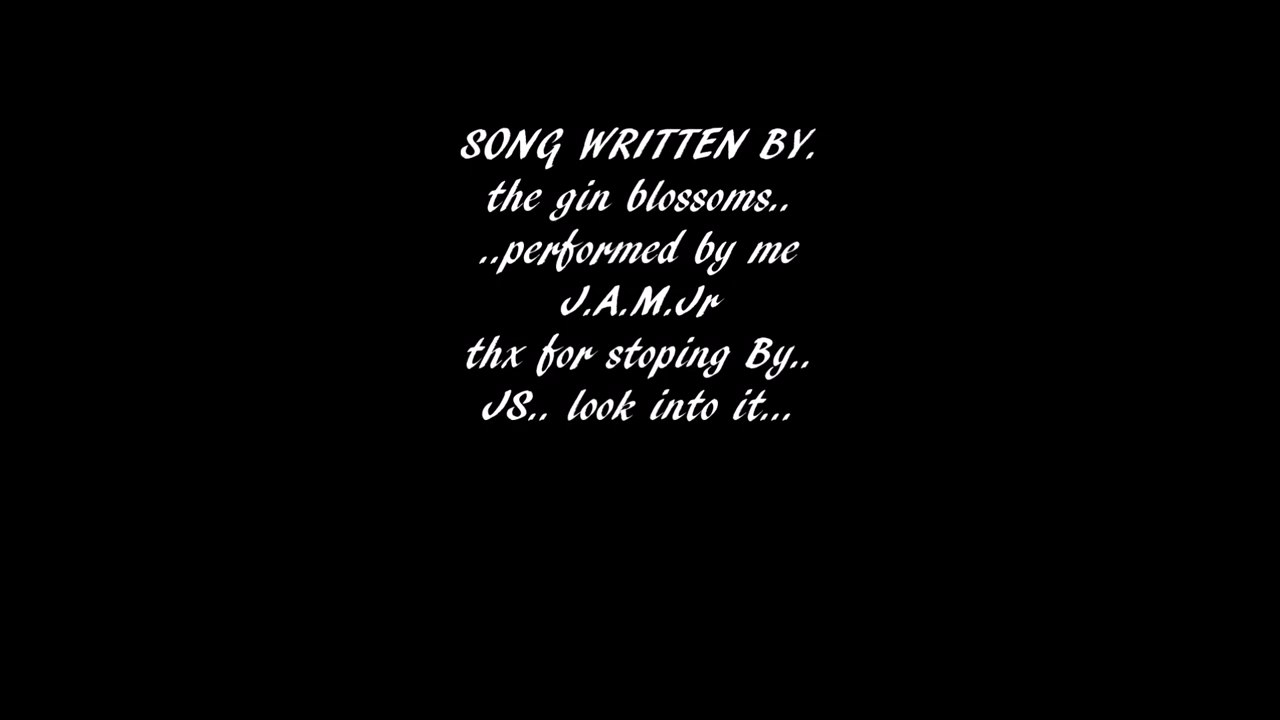 SONG WRITTEN BY.
the gin blossoms..
..performed by me
J.A.M.Jr
thx for stoping By..
JS.. look into it...